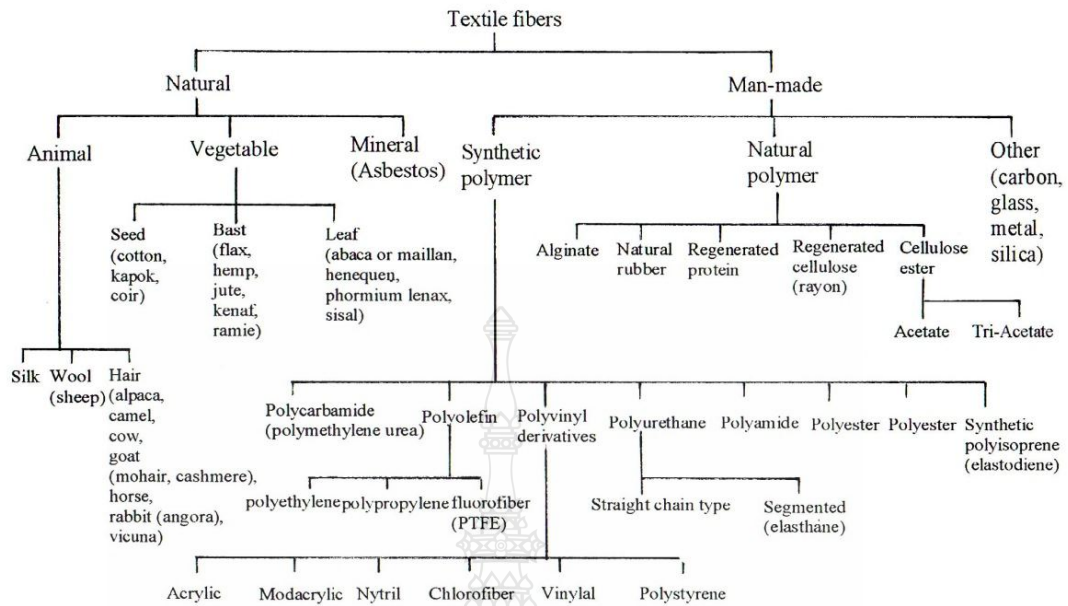 Textile fibers
Natural
Man-made
Animal
Vegetable
Mineral
(Asbestos)
Synthetic
polymer
Natural
polymer
Other
(carbon,
glass,
metal,
silica)
Seed
(cotton,
kapok,
coir)
Bast
(flax,
hemp,
jute,
kenaf,
ramie)
Leaf
(abaca or maillan,
henequen,
phormium lenax,
sisal)
Alginate
Natural
rubber
Regenerated
protein
Regenerated
cellulose
(rayon)
Cellulose
ester
Acetate
Tri-Acetate
Silk
Wool
(sheep)
Hair
(alpaca,
camel,
cow,
goat
(mohair, cashmere),
horse,
rabbit (angora),
vicuna)
Polycarbamide
(polymethylene urea)
Polyolefin
Polyvinyl
derivatives
Polyurethane
Polyamide
Polyester
Polyester
Synthetic
polyisoprene
(elastodiene)
polyethylene
polypropylene
fluorofiber
(PTFE)
Straight chain type
Segmented
(elasthane)
Acrylic
Modacrylic
Nytril
Chlorofiber
Vinylal
Polystyrene